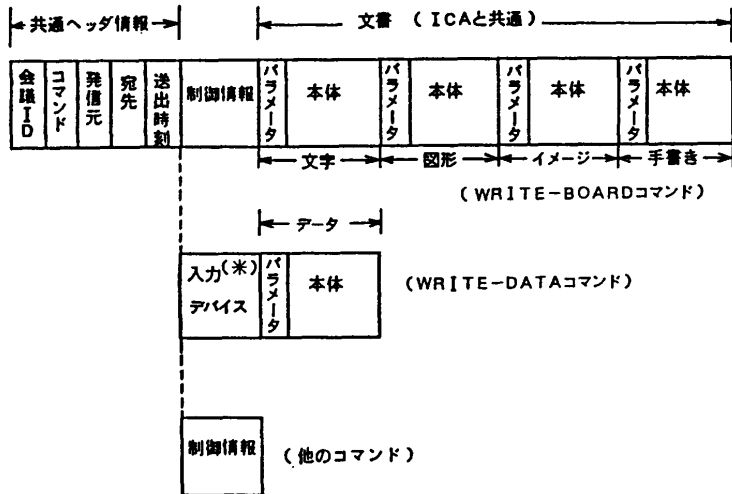 共通ヘッダ情報
文書 (ICAと共通)
会議ID
コマンド
発信元
宛先
送出時刻
制御情報
パラメータ
本体
パラメータ
本体
パラメータ
本体
パラメータ
本体
文字
図形
イメージ
手書き
(WRITE-BOARDコマンド)
データ
入力(*)
デバイス
パラメータ
本体
(WRITE-DATAコマンド)
制御情報
(他のコマンド)